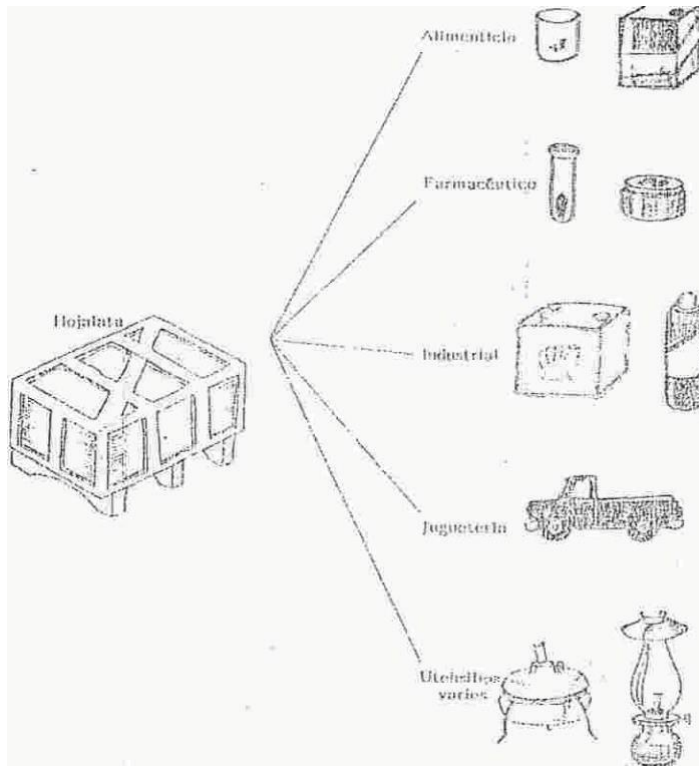 Alimenticio
Farmacéutico
Hojalata
Industrial
Juguetería
Utensilios
varios